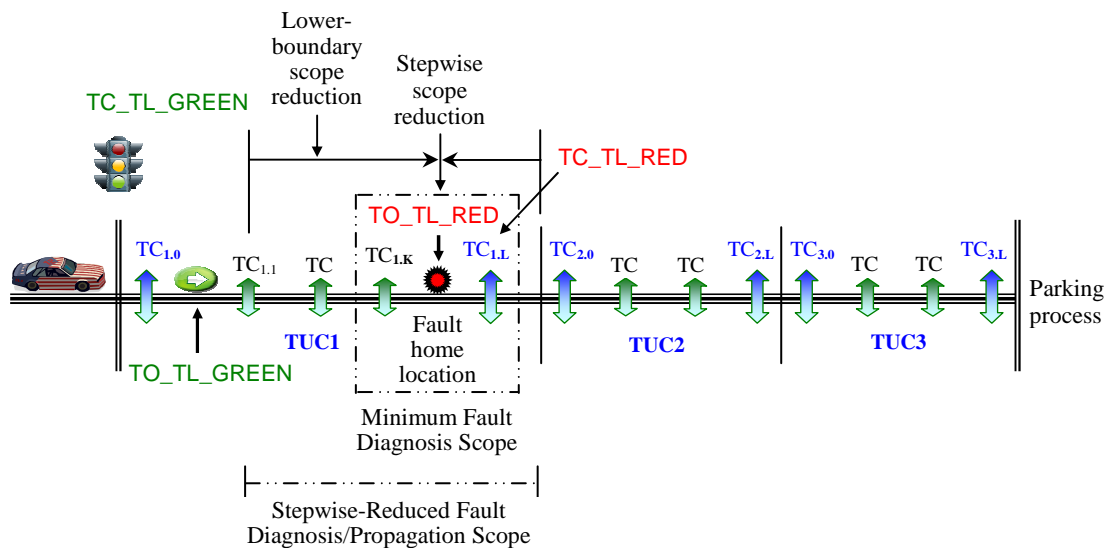 Lower-
boundary
scope
reduction
Stepwise
scope
reduction
TC_TL_GREEN
TC_TL_RED
TO_TL_RED
TC1.0
TC1.1
TC
TC1.K
TC1.L
TC2.0
TC
TC
TC2.L
TC3.0
TC
TC
TC3.L
Parking
process
TUC1
Fault
home
location
TUC2
TUC3
TO_TL_GREEN
Minimum Fault
Diagnosis Scope
Stepwise-Reduced Fault
Diagnosis/Propagation Scope